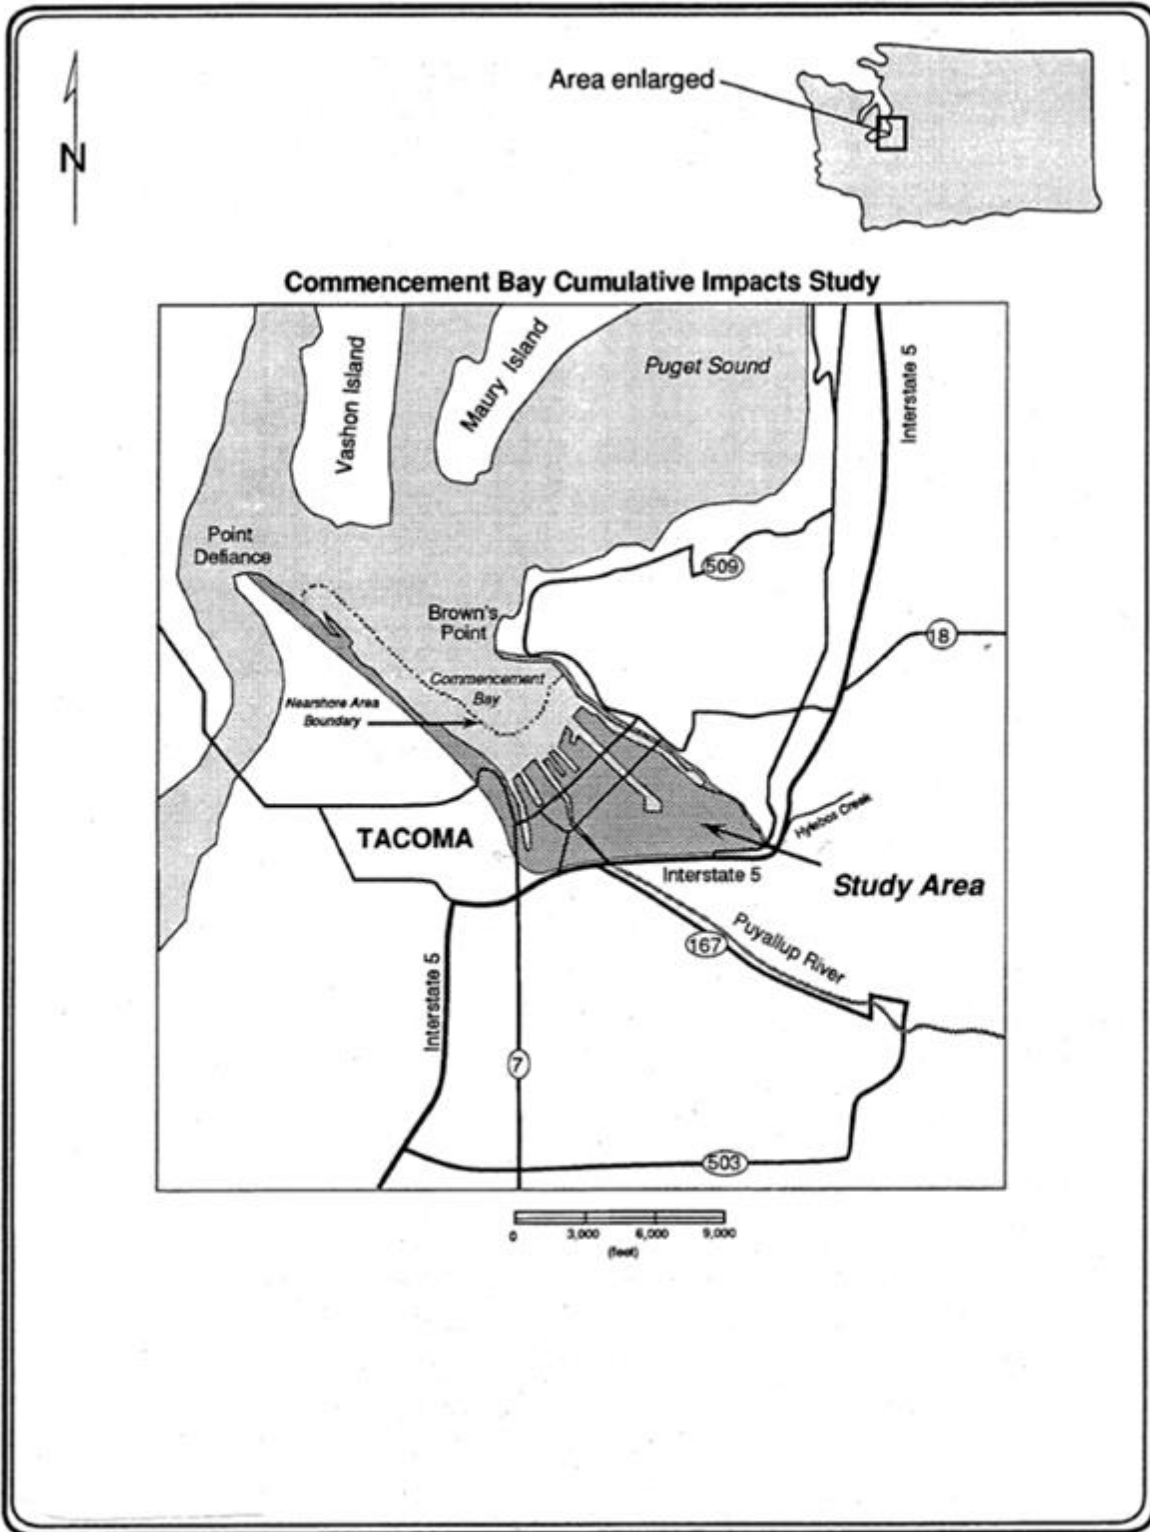 Area enlarged
N
Commencement Bay Cumulative Impacts Study
Vashon Island
Maury Island
Puget Sound
Interstate 5
Point
Defiance
509
Brown's
Point
18
Commencement
Bay
Nearshore Area
Boundary
Hylebos Creek
TACOMA
Interstate 5
Study Area
167
Puyallup River
Interstate 5
7
503
0 3,000 6,000 9,000
(feet)